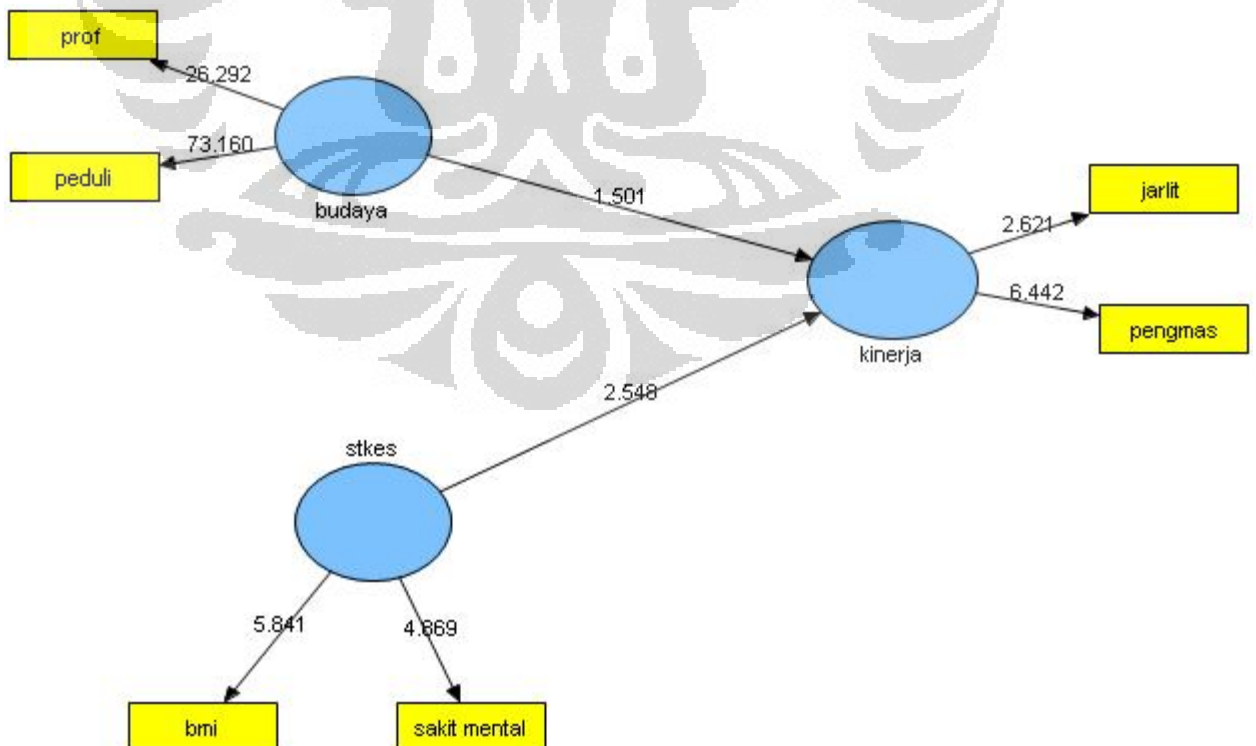 prof
26.292
peduli
73.160
budaya
1.501
jarlit
2.621
pengmas
6.442
kinerja
2.548
stkes
5.841
4.869
bmi
sakit mental